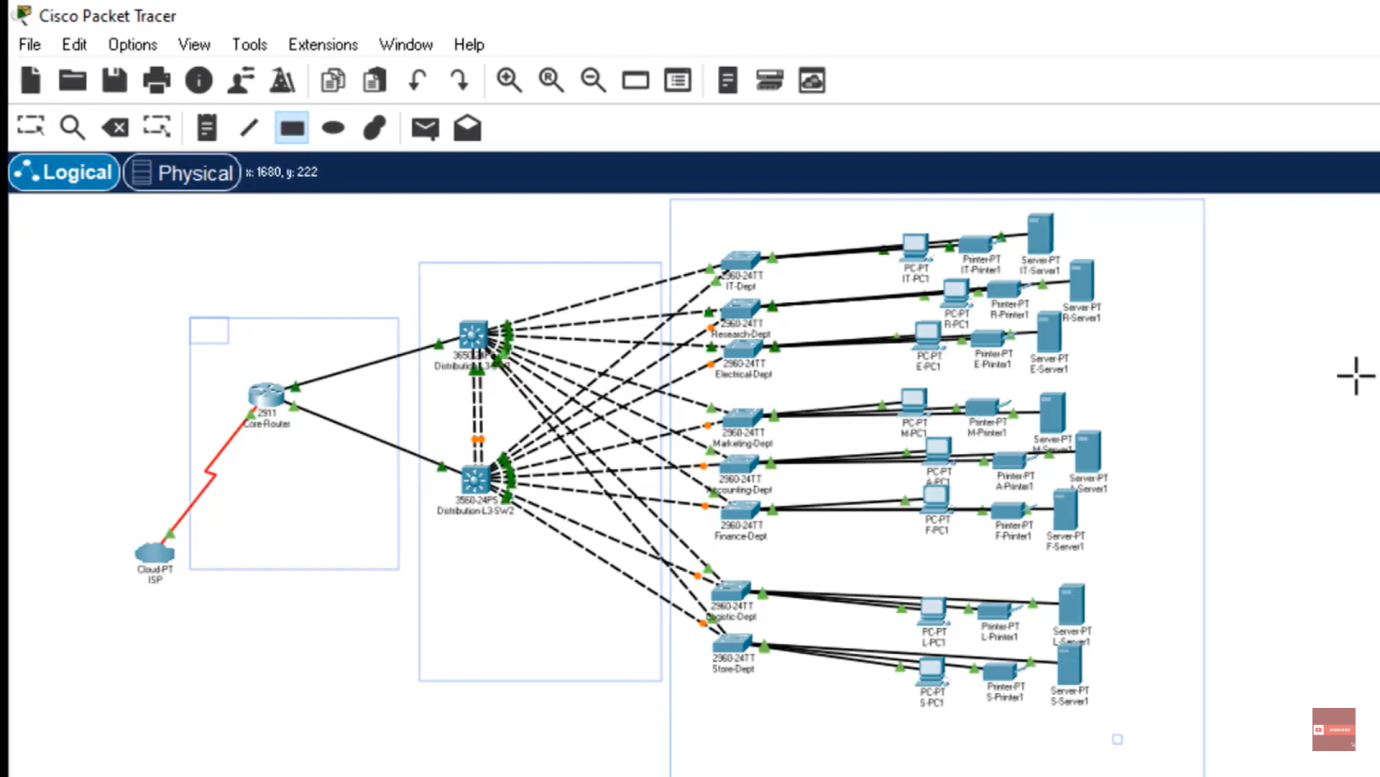 Cisco Packet Tracer
File Edit Options View Tools Extensions Window Help
Logical Physical x: 1680, y: 222
2960-24TT
IT-Dept
PC-PT
IT-PC1
Printer-PT
IT-Printer1
Server-PT
IT-Server1
2960-24TT
Research-Dept
PC-PT
R-PC1
Printer-PT
R-Printer1
Server-PT
R-Server1
2960-24TT
Electrical-Dept
PC-PT
E-PC1
Printer-PT
E-Printer1
Server-PT
E-Server1
2911
Core-Router
2960-24TT
Marketing-Dept
PC-PT
M-PC1
Printer-PT
M-Printer1
Server-PT
2960-24TT
PC-PT
Printer-PT
A-Printer1
Server-PT
3560-24PS
Distribution-L3-SW2
2960-24TT
Finance-Dept
PC-PT
F-PC1
Printer-PT
F-Printer1
Server-PT
F-Server1
Cloud-PT
ISP
2960-24TT
PC-PT
L-PC1
Printer-PT
L-Printer1
Server-PT
2960-24TT
Store-Dept
PC-PT
S-PC1
Printer-PT
S-Printer1
Server-PT
S-Server1
SUBSCRIBE